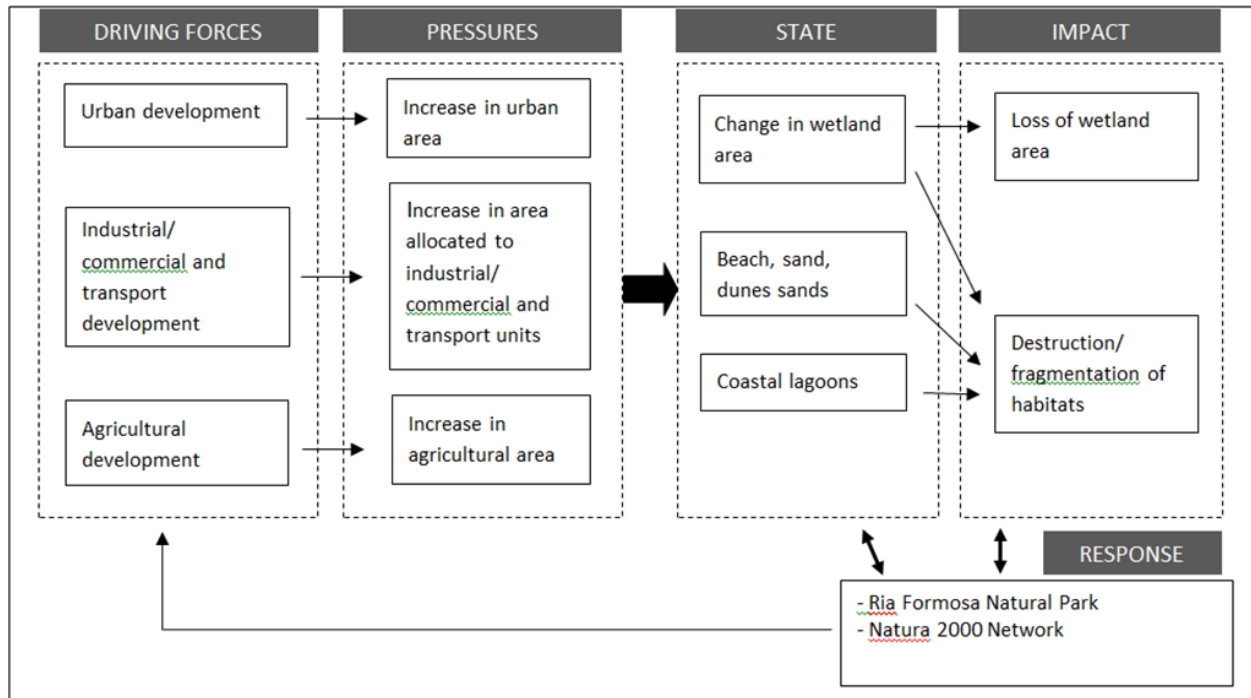 DRIVING FORCES
PRESSURES
STATE
IMPACT
Urban development
Increase in urban
area
Change in wetland
area
Loss of wetland
area
Industrial/
commercial and
transport
development
Increase in area
allocated to
industrial/
commercial and
transport units
Beach, sand,
dunes sands
Coastal lagoons
Destruction/
fragmentation of
habitats
Agricultural
development
Increase in
agricultural area
RESPONSE
- Ria Formosa Natural Park
- Natura 2000 Network